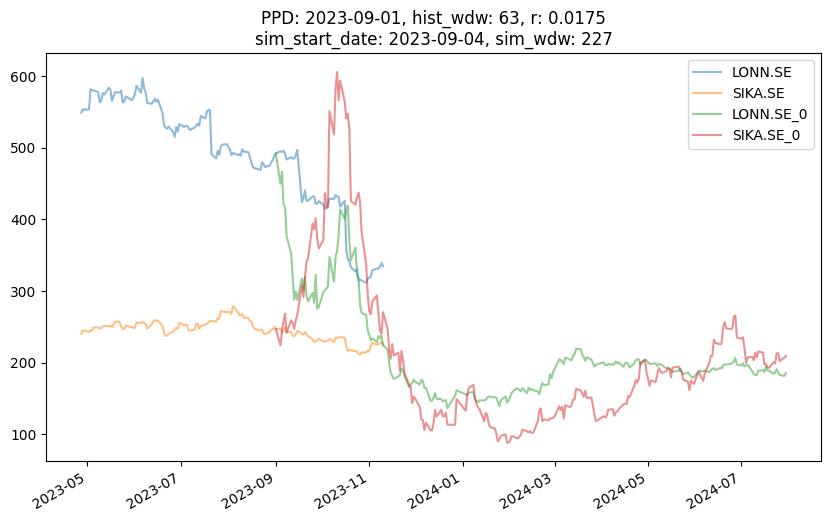 PPD: 2023-09-01, hist_wdw: 63, r: 0.0175
sim_start_date: 2023-09-04, sim_wdw: 227
LONN.SE
SIKA.SE
LONN.SE_0
SIKA.SE_0
600
500
400
300
200
100
2023-05
2023-07
2023-09
2023-11
2024-01
2024-03
2024-05
2024-07